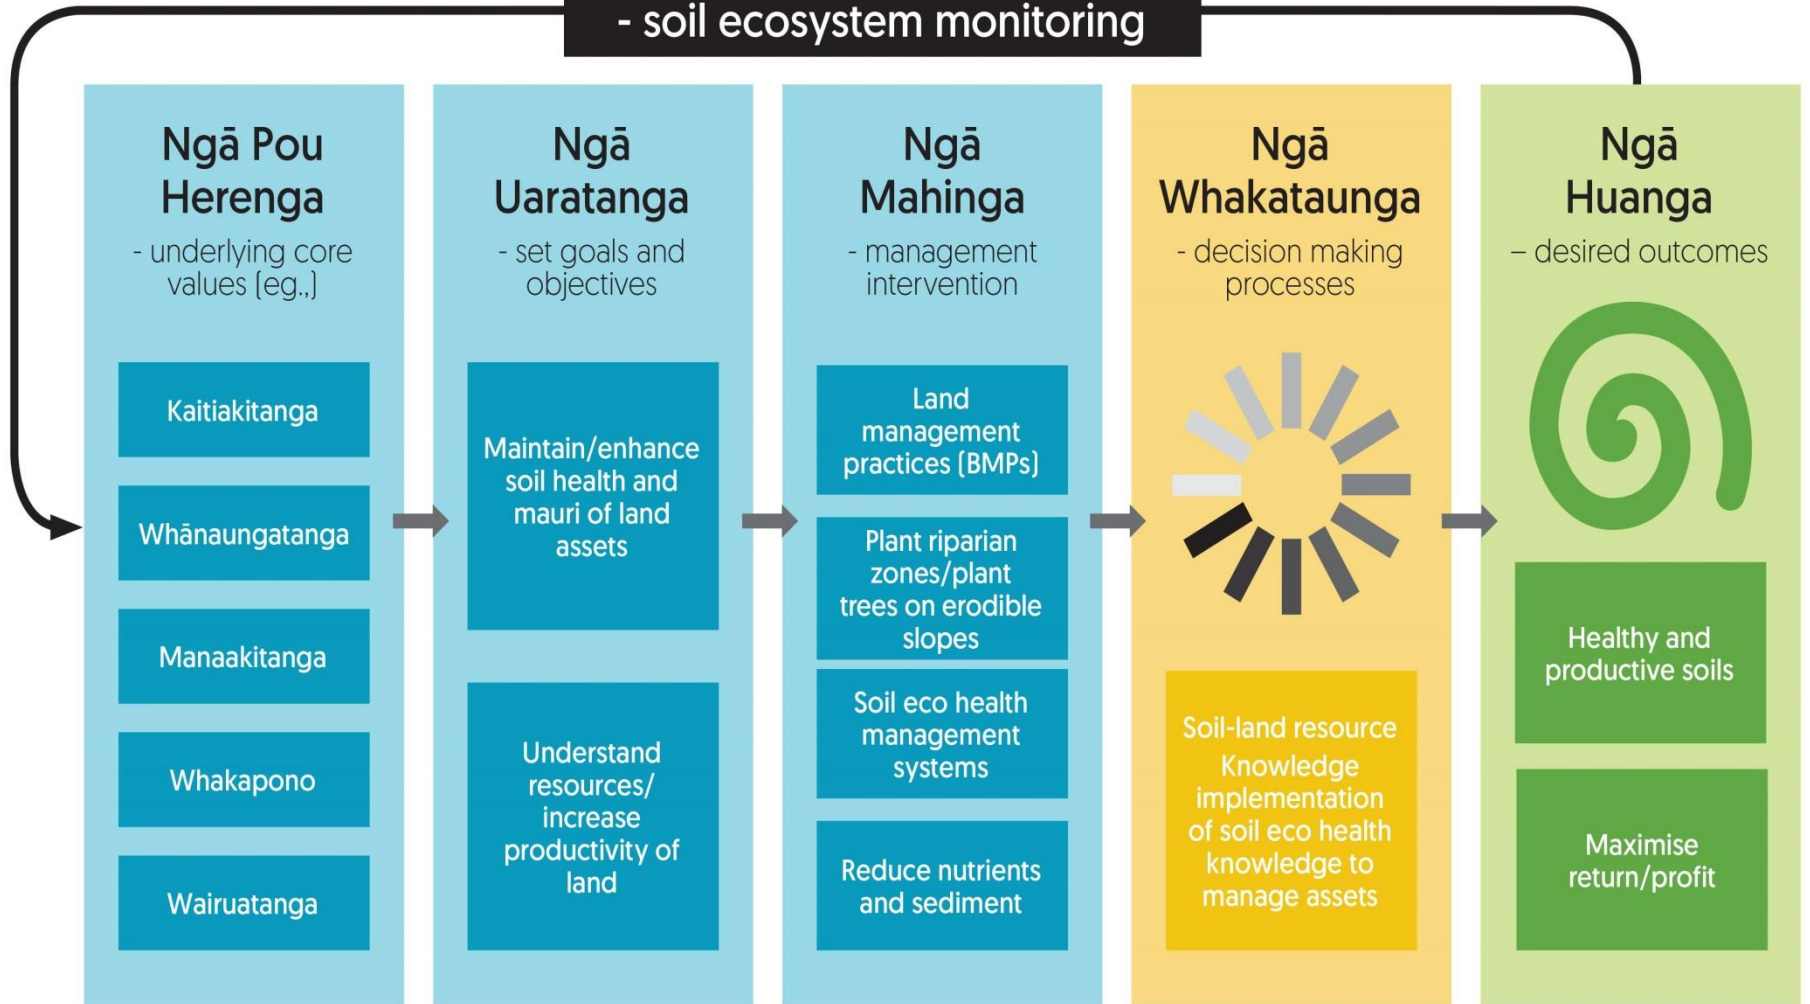 - soil ecosystem monitoring
Ngā Pou
Herenga
- underlying core
values (eg.,)
Kaitiakitanga
Whānaungatanga
Manaakitanga
Whakapono
Wairuatanga
Ngā
Uaratanga
- set goals and
objectives
Maintain/enhance
soil health and
mauri of land
assets
Understand
resources/
increase
productivity of
land
Ngā
Mahinga
- management
intervention
Land
management
practices (BMPs)
Plant riparian
zones/plant
trees on erodible
slopes
Soil eco health
management
systems
Reduce nutrients
and sediment
Ngā
Whakataunga
- decision making
processes
Soil-land resource
Knowledge
implementation
of soil eco health
knowledge to
manage assets
Ngā
Huanga
– desired outcomes
Healthy and
productive soils
Maximise
return/profit